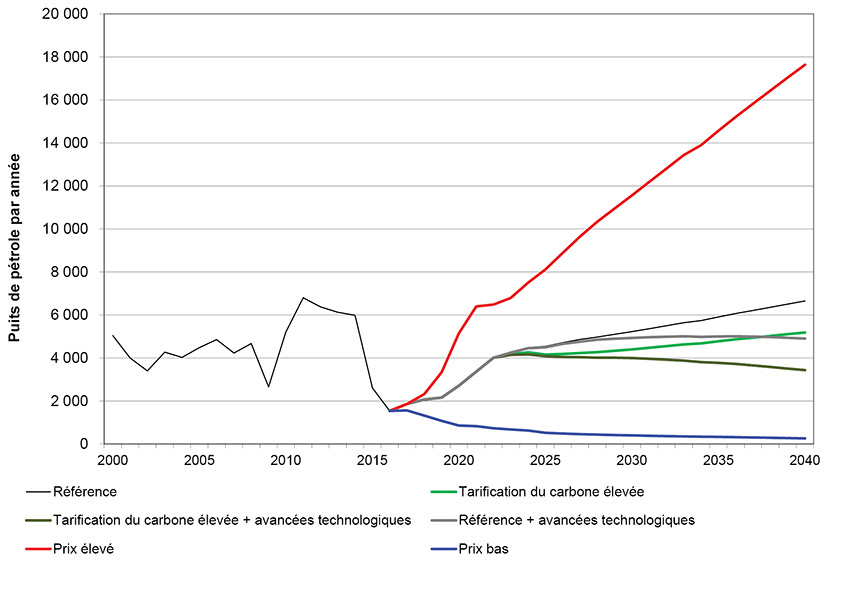 20 000
18 000
16 000
14 000
12 000
10 000
8 000
6 000
4 000
2 000
0
Puits de pétrole par année
2000 2005 2010 2015 2020 2025 2030 2035 2040
Référence Tarification du carbone élevée
Tarification du carbone élevée + avancées technologiques Référence + avancées technologiques
Prix élevé Prix bas